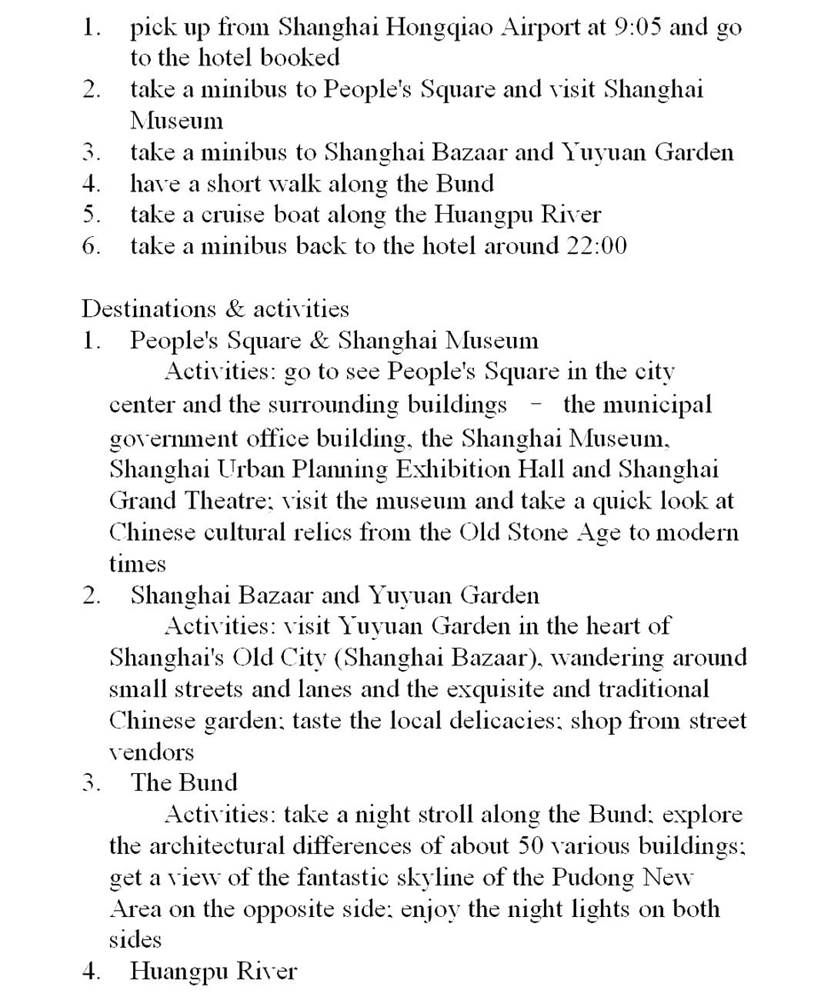 1. pick up from Shanghai Hongqiao Airport at 9:05 and go
to the hotel booked
2. take a minibus to People's Square and visit Shanghai
Museum
3. take a minibus to Shanghai Bazaar and Yuyuan Garden
4. have a short walk along the Bund
5. take a cruise boat along the Huangpu River
6. take a minibus back to the hotel around 22:00
Destinations & activities
1. People's Square & Shanghai Museum
Activities: go to see People's Square in the city
center and the surrounding buildings – the municipal
government office building, the Shanghai Museum,
Shanghai Urban Planning Exhibition Hall and Shanghai
Grand Theatre; visit the museum and take a quick look at
Chinese cultural relics from the Old Stone Age to modern
times
2. Shanghai Bazaar and Yuyuan Garden
Activities: visit Yuyuan Garden in the heart of
Shanghai's Old City (Shanghai Bazaar), wandering around
small streets and lanes and the exquisite and traditional
Chinese garden; taste the local delicacies; shop from street
vendors
3. The Bund
Activities: take a night stroll along the Bund; explore
the architectural differences of about 50 various buildings;
get a view of the fantastic skyline of the Pudong New
Area on the opposite side; enjoy the night lights on both
sides
4. Huangpu River